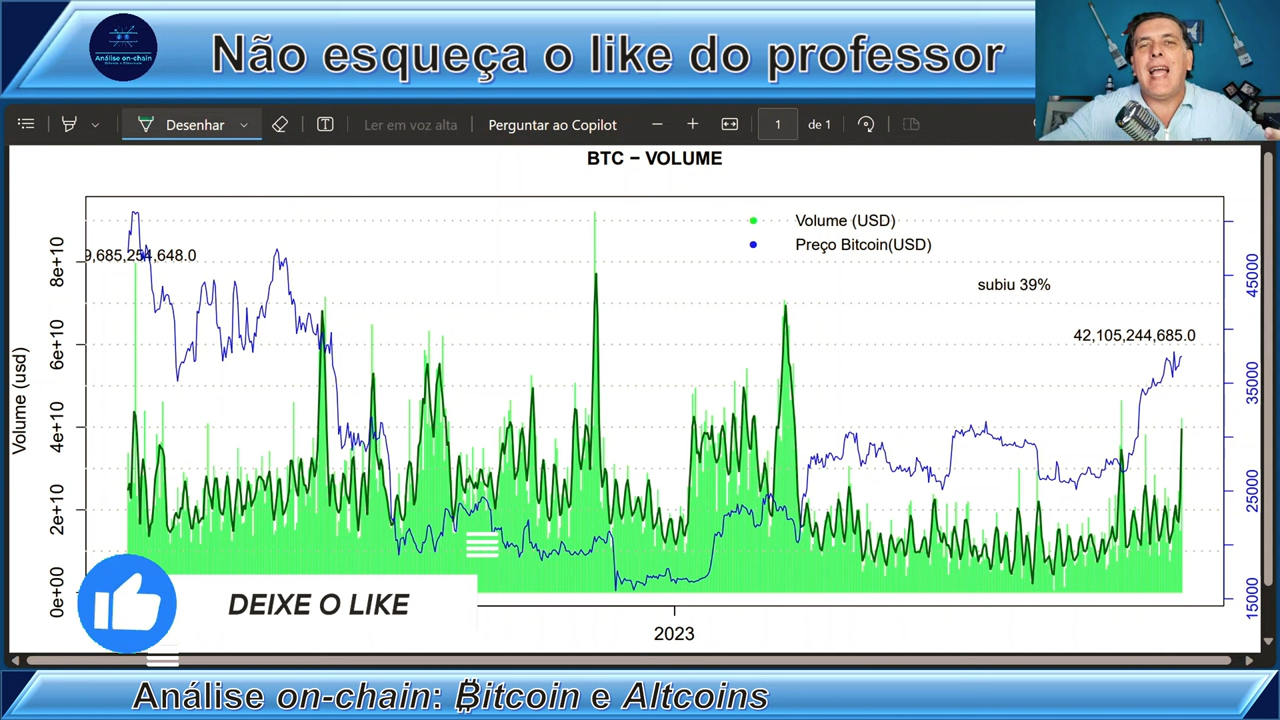 Análise on-chain
Não esqueça o like do professor
Desenhar
Ler em voz alta
Perguntar ao Copilot
1
de 1
BTC − VOLUME
Volume (USD)
Preço Bitcoin(USD)
9,685,254,648.0
subiu 39%
42,105,244,685.0
Volume (usd)
0e+00
2e+10
4e+10
6e+10
8e+10
15000
25000
35000
45000
2023
DEIXE O LIKE
Análise on-chain: ₿itcoin e Altcoins